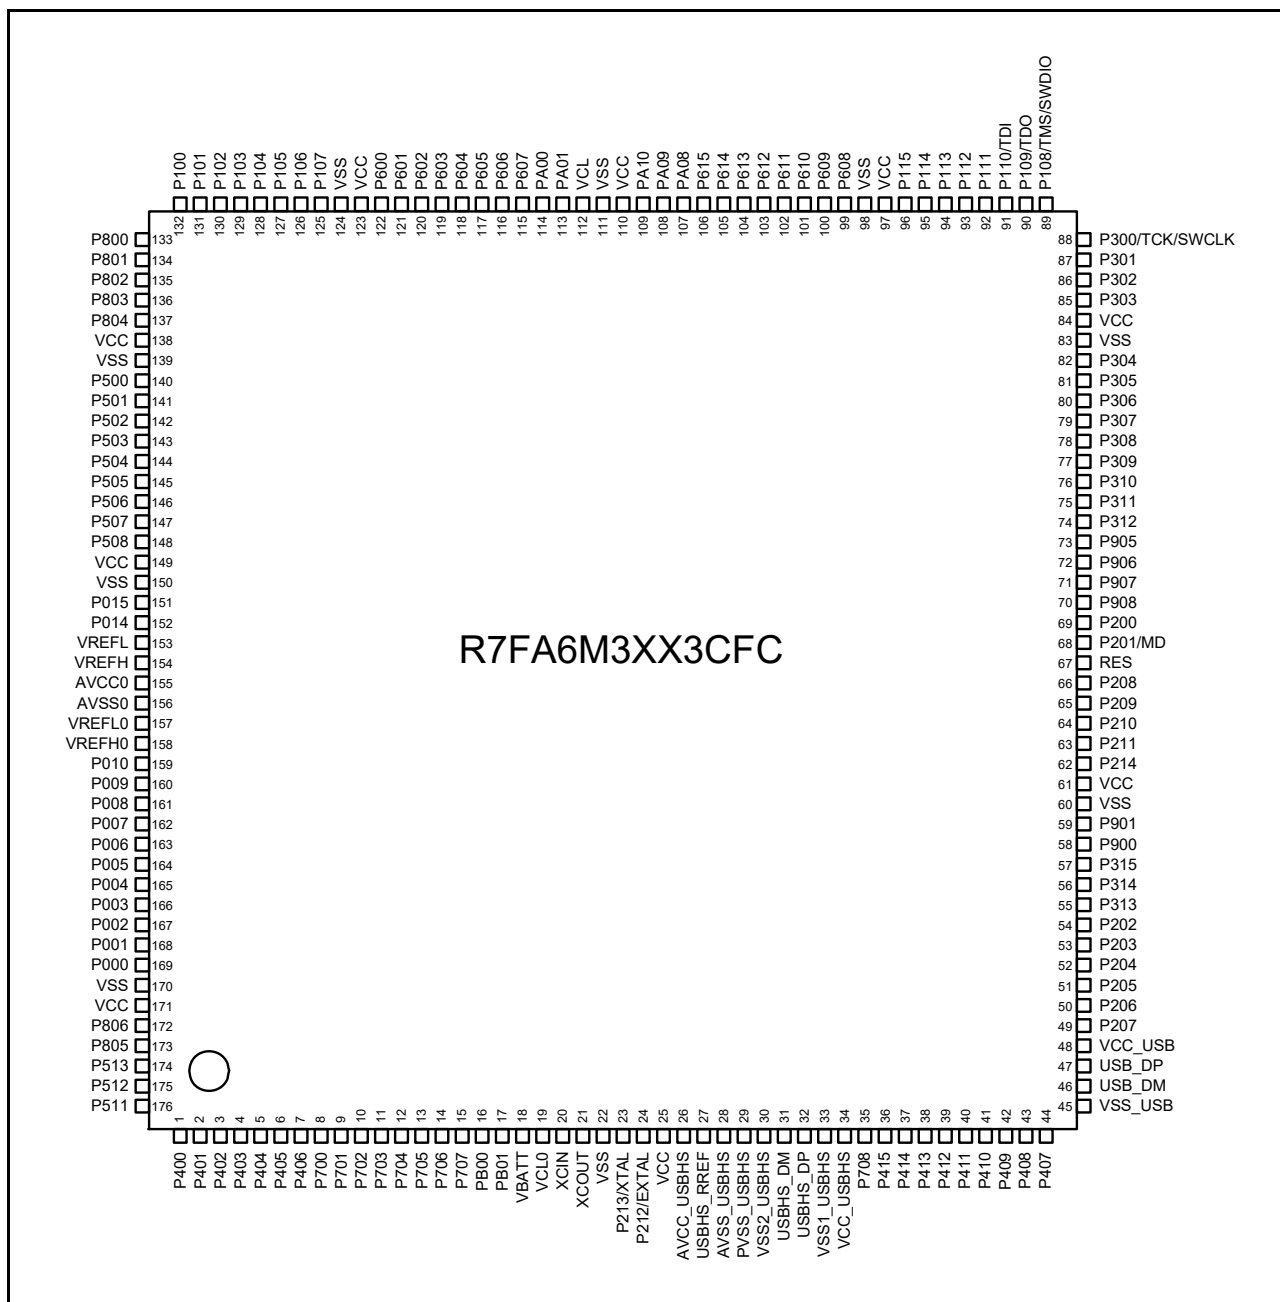 P100 P101 P102 P103 P104 P105 P106 P107 VSS VCC P600 P601 P602 P603 P604 P605 P606 P607 PA00 PA01 VCL VSS VCC PA10 PA09 PA08 P615 P614 P613 P612 P611 P610 P609 P608 VSS VCC P115 P114 P113 P112 P111 P110/TDI P109/TDO P108/TMS/SWDIO
132 131 130 129 128 127 126 125 124 123 122 121 120 119 118 117 116 115 114 113 112 111 110 109 108 107 106 105 104 103 102 101 100 99 98 97 96 95 94 93 92 91 90 89
P800 133 88 P300/TCK/SWCLK
P801 134 87 P301
P802 135 86 P302
P803 136 85 P303
P804 137 84 VCC
VCC 138 83 VSS
VSS 139 82 P304
P500 140 81 P305
P501 141 80 P306
P502 142 79 P307
P503 143 78 P308
P504 144 77 P309
P505 145 76 P310
P506 146 75 P311
P507 147 74 P312
P508 148 73 P905
VCC 149 72 P906
VSS 150 71 P907
P015 151 70 P908
P014 152 69 P200
VREFL 153 68 P201/MD
R7FA6M3XX3CFC
VREFH 154 67 RES
AVCC0 155 66 P208
AVSS0 156 65 P209
VREFL0 157 64 P210
VREFH0 158 63 P211
P010 159 62 P214
P009 160 61 VCC
P008 161 60 VSS
P007 162 59 P901
P006 163 58 P900
P005 164 57 P315
P004 165 56 P314
P003 166 55 P313
P002 167 54 P202
P001 168 53 P203
P000 169 52 P204
VSS 170 51 P205
VCC 171 50 P206
P806 172 49 P207
P805 173 48 VCC_USB
P513 174 47 USB_DP
P512 175 46 USB_DM
P511 176 45 VSS_USB
1 2 3 4 5 6 7 8 9 10 11 12 13 14 15 16 17 18 19 20 21 22 23 24 25 26 27 28 29 30 31 32 33 34 35 36 37 38 39 40 41 42 43 44
P400 P401 P402 P403 P404 P405 P406 P700 P701 P702 P703 P704 P705 P706 P707 PB00 PB01 VBATT VCL0 XCIN XCOUT VSS P213/XTAL P212/EXTAL VCC AVCC_USBHS USBHS_RREF AVSS_USBHS PVSS_USBHS VSS2_USBHS USBHS_DM USBHS_DP VSS1_USBHS VCC_USBHS P708 P415 P414 P413 P412 P411 P410 P409 P408 P407